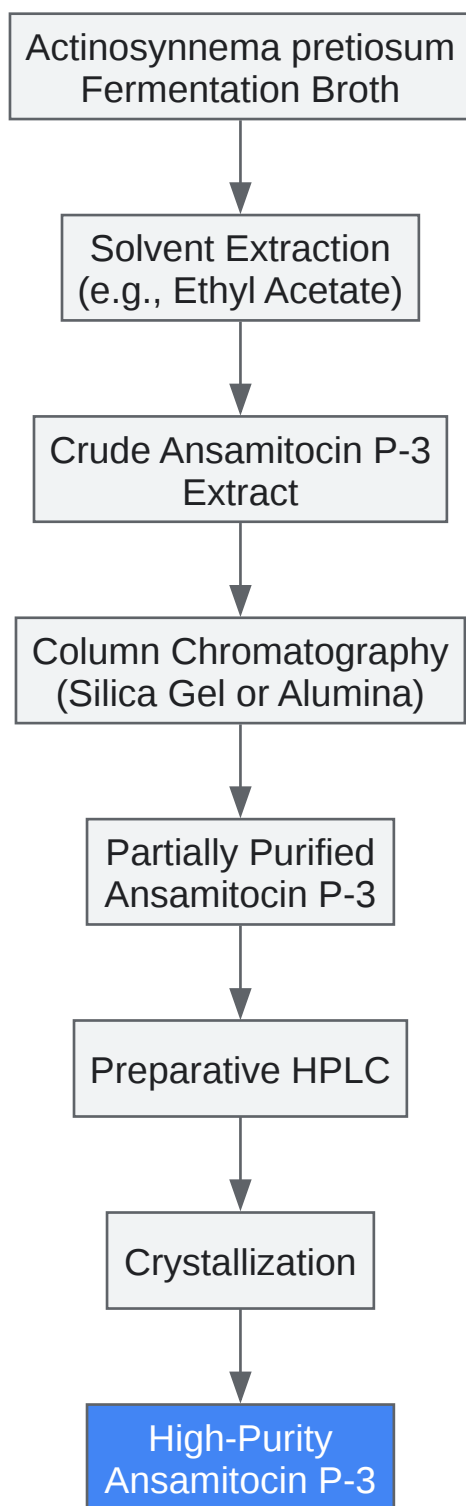 Actinosynnema pretiosum
Fermentation Broth
Solvent Extraction
(e.g., Ethyl Acetate)
Crude Ansamitocin P-3
Extract
Column Chromatography
(Silica Gel or Alumina)
Partially Purified
Ansamitocin P-3
Preparative HPLC
Crystallization
High-Purity
Ansamitocin P-3